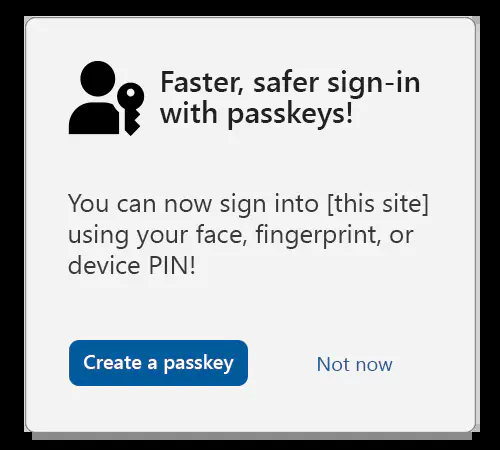 Faster, safer sign-in
with passkeys!
You can now sign into [this site]
using your face, fingerprint, or
device PIN!
Create a passkey
Not now